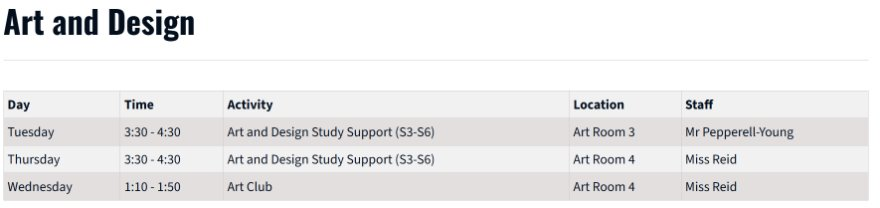 Art and Design
Day Time Activity Location Staff
Tuesday 3:30 - 4:30 Art and Design Study Support (S3-S6) Art Room 3 Mr Pepperell-Young
Thursday 3:30 - 4:30 Art and Design Study Support (S3-S6) Art Room 4 Miss Reid
Wednesday 1:10 - 1:50 Art Club Art Room 4 Miss Reid